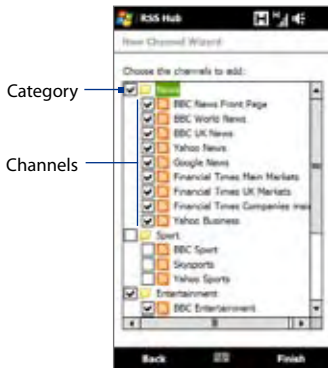 RSS Hub
New Channel Wizard
Choose the channels to add:
Category
News
BBC News Front Page
BBC World News
BBC UK News
Yahoo News
Channels
Google News
Financial Times Main Markets
Financial Times UK Markets
Financial Times Companies
Yahoo Business
Sport
BBC Sport
Skysports
Yahoo Sports
Entertainment
BBC Entertainment
Back
Finish